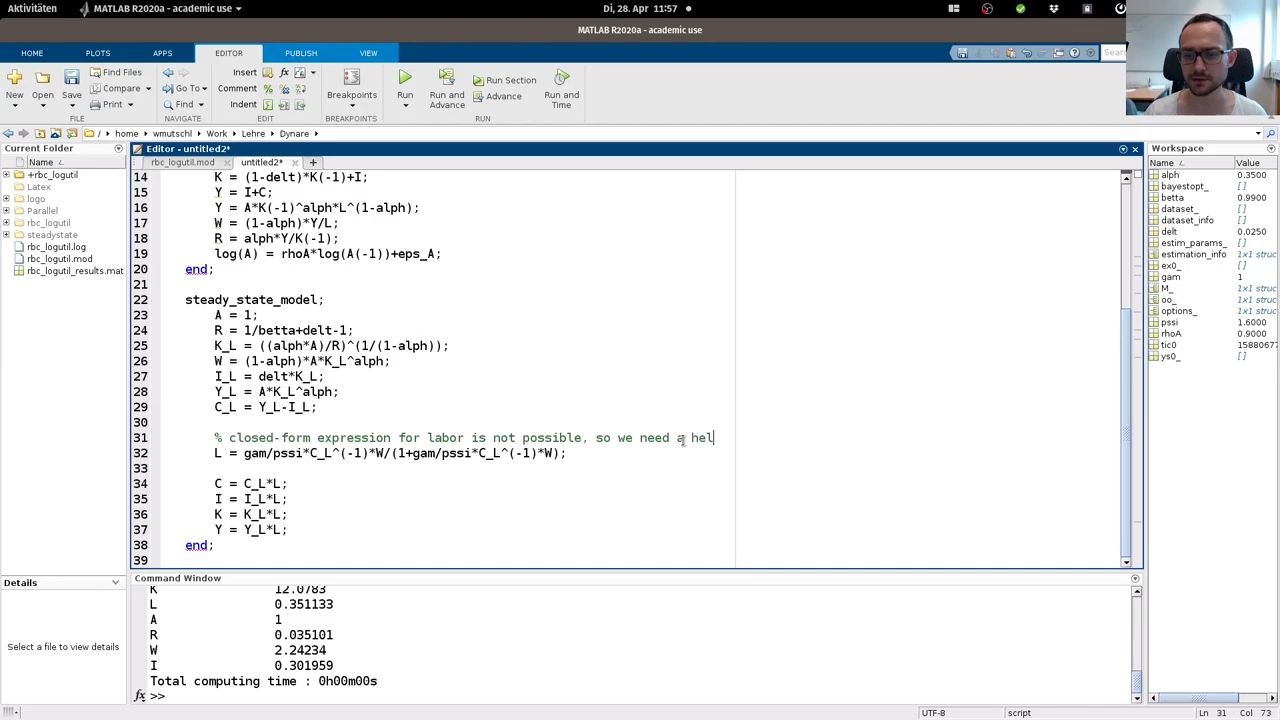 Aktivitäten
MATLAB R2020a - academic use
Di, 28. Apr 11:57
MATLAB R2020a - academic use
HOME
PLOTS
APPS
EDITOR
PUBLISH
VIEW
New
Open
Save
Find Files
Compare
Print
Go To
Find
Insert
Comment
Indent
Breakpoints
Run
Run and Advance
Run Section
Advance
Run and Time
FILE
NAVIGATE
EDIT
BREAKPOINTS
RUN
/ home wmutschl Work Lehre Dynare
Current Folder
Name
+rbc_logutil
Latex
logo
Parallel
rbc_logutil
steadystate
rbc_logutil.log
rbc_logutil.mod
rbc_logutil_results.mat
Details
Select a file to view details
Editor - untitled2*
rbc_logutil.mod
untitled2*
14 K = (1-delt)*K(-1)+I;
15 Y = I+C;
16 Y = A*K(-1)^alph*L^(1-alph);
17 W = (1-alph)*Y/L;
18 R = alph*Y/K(-1);
19 log(A) = rhoA*log(A(-1))+eps_A;
20 end;
21
22 steady_state_model;
23 A = 1;
24 R = 1/betta+delt-1;
25 K_L = ((alph*A)/R)^(1/(1-alph));
26 W = (1-alph)*A*K_L^alph;
27 I_L = delt*K_L;
28 Y_L = A*K_L^alph;
29 C_L = Y_L-I_L;
30
31 % closed-form expression for labor is not possible, so we need a hel
32 L = gam/pssi*C_L^(-1)*W/(1+gam/pssi*C_L^(-1)*W);
33
34 C = C_L*L;
35 I = I_L*L;
36 K = K_L*L;
37 Y = Y_L*L;
38 end;
39
Command Window
K 12.0783
L 0.351133
A 1
R 0.035101
W 2.24234
I 0.301959
Total computing time : 0h00m00s
fx >>
Workspace
Name Value
alph 0.3500
bayestopt_ []
betta 0.9900
dataset_ []
dataset_info []
delt 0.0250
estim_params_ []
estimation_info 1x1 struc
ex0_ []
gam 1
M_ 1x1 struc
oo_ 1x1 struc
options_ 1x1 struc
pssi 1.6000
rhoA 0.9000
tic0 15880677
ys0_ []
UTF-8
script
Ln 31 Col 73